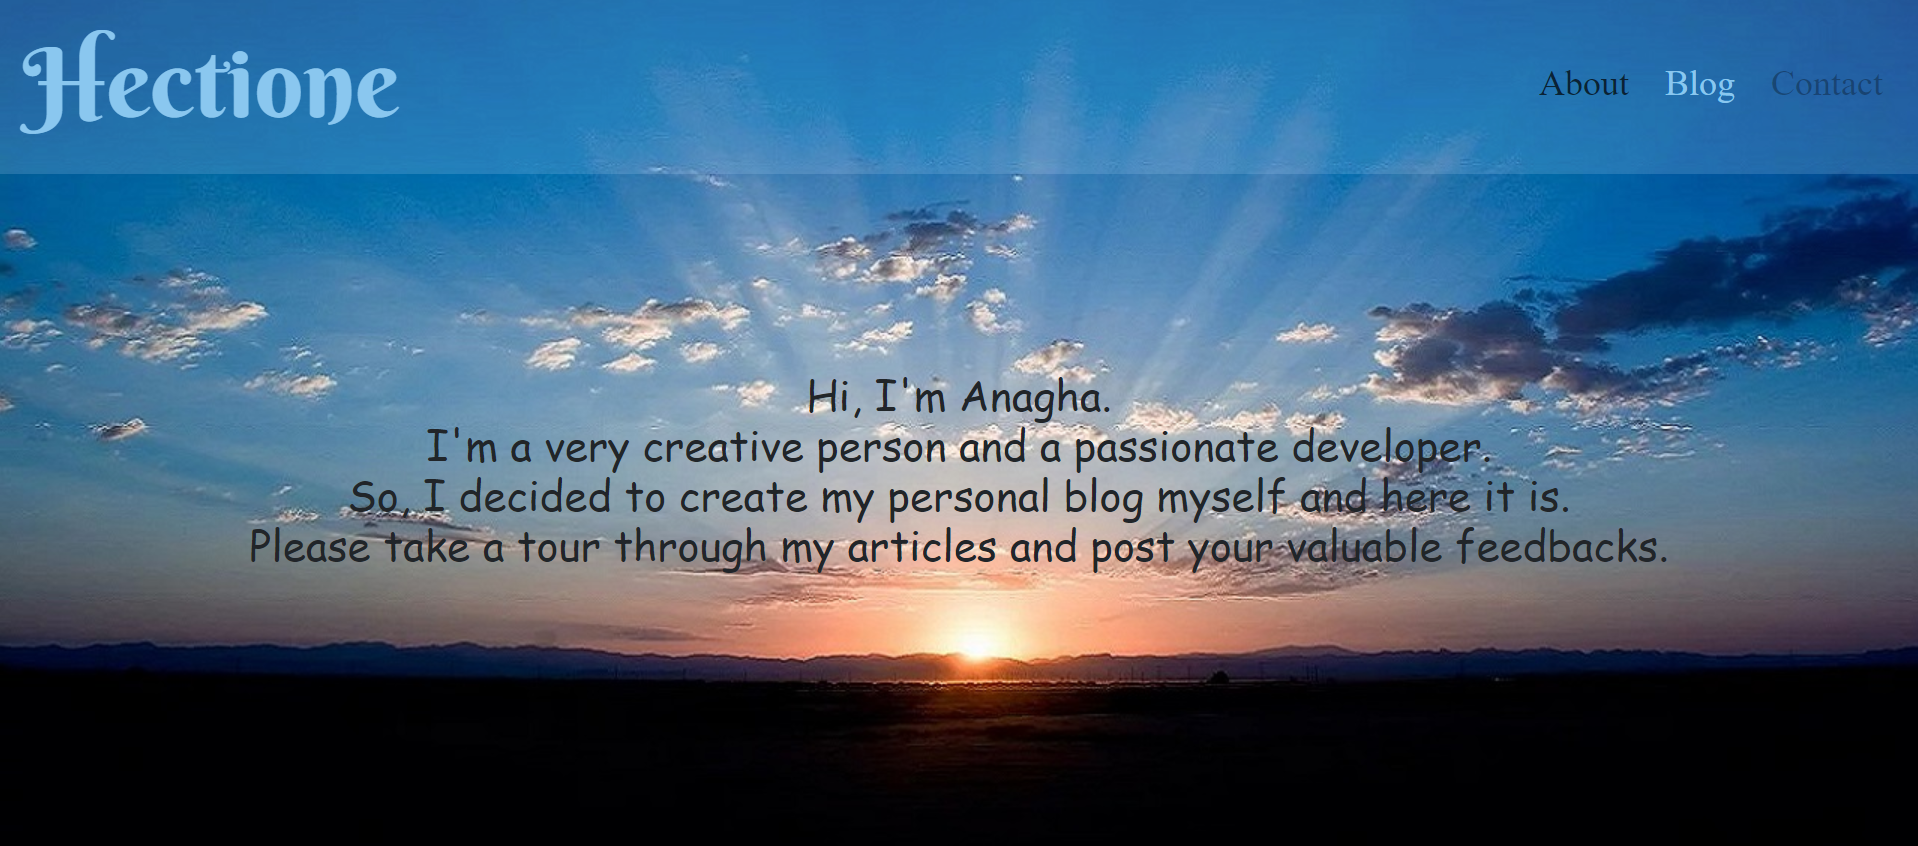 Hectione
About Blog Contact
Hi, I'm Anagha.
I'm a very creative person and a passionate developer.
So, I decided to create my personal blog myself and here it is.
Please take a tour through my articles and post your valuable feedbacks.